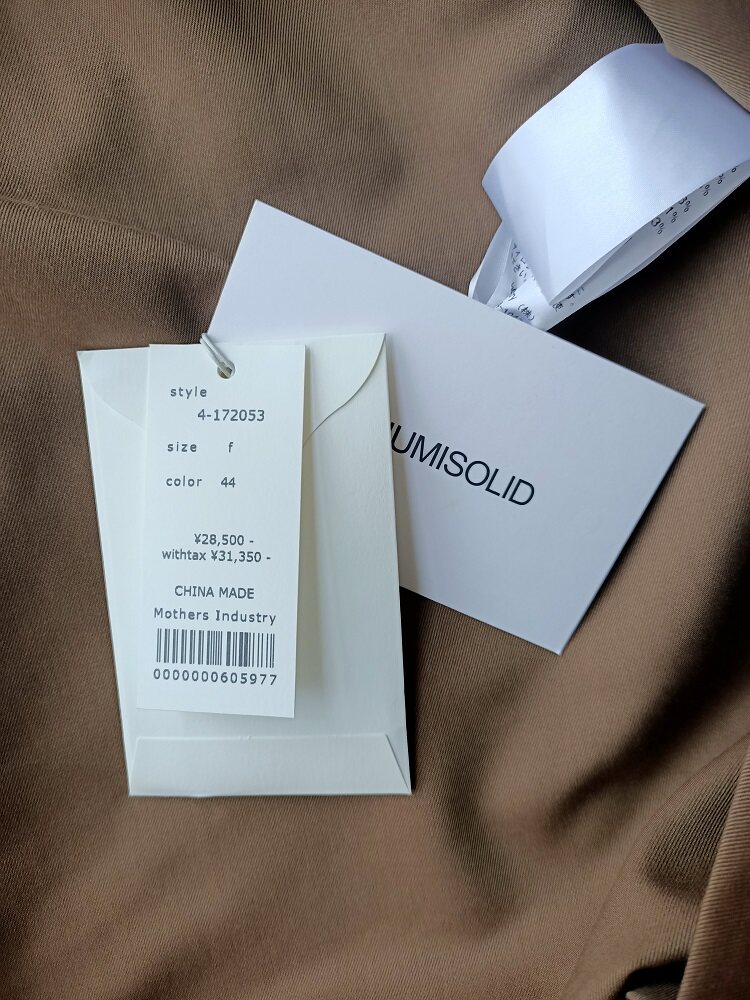 style
4-172053
size f
color 44
¥28,500 -
withtax ¥31,350 -
CHINA MADE
Mothers Industry
0000000605977
UMISOLID